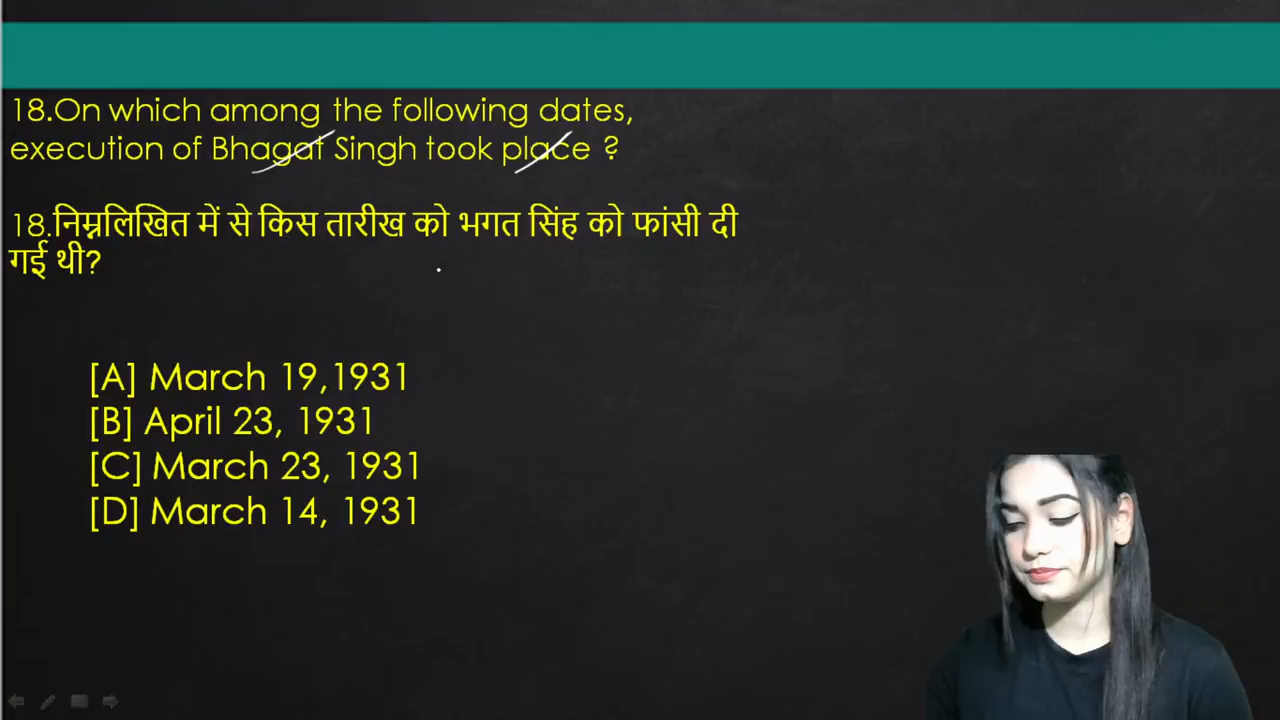 18.On which among the following dates,
execution of Bhagat Singh took place ?
18.निम्नलिखित में से किस तारीख को भगत सिंह को फांसी दी
गई थी?
[A] March 19,1931
[B] April 23, 1931
[C] March 23, 1931
[D] March 14, 1931